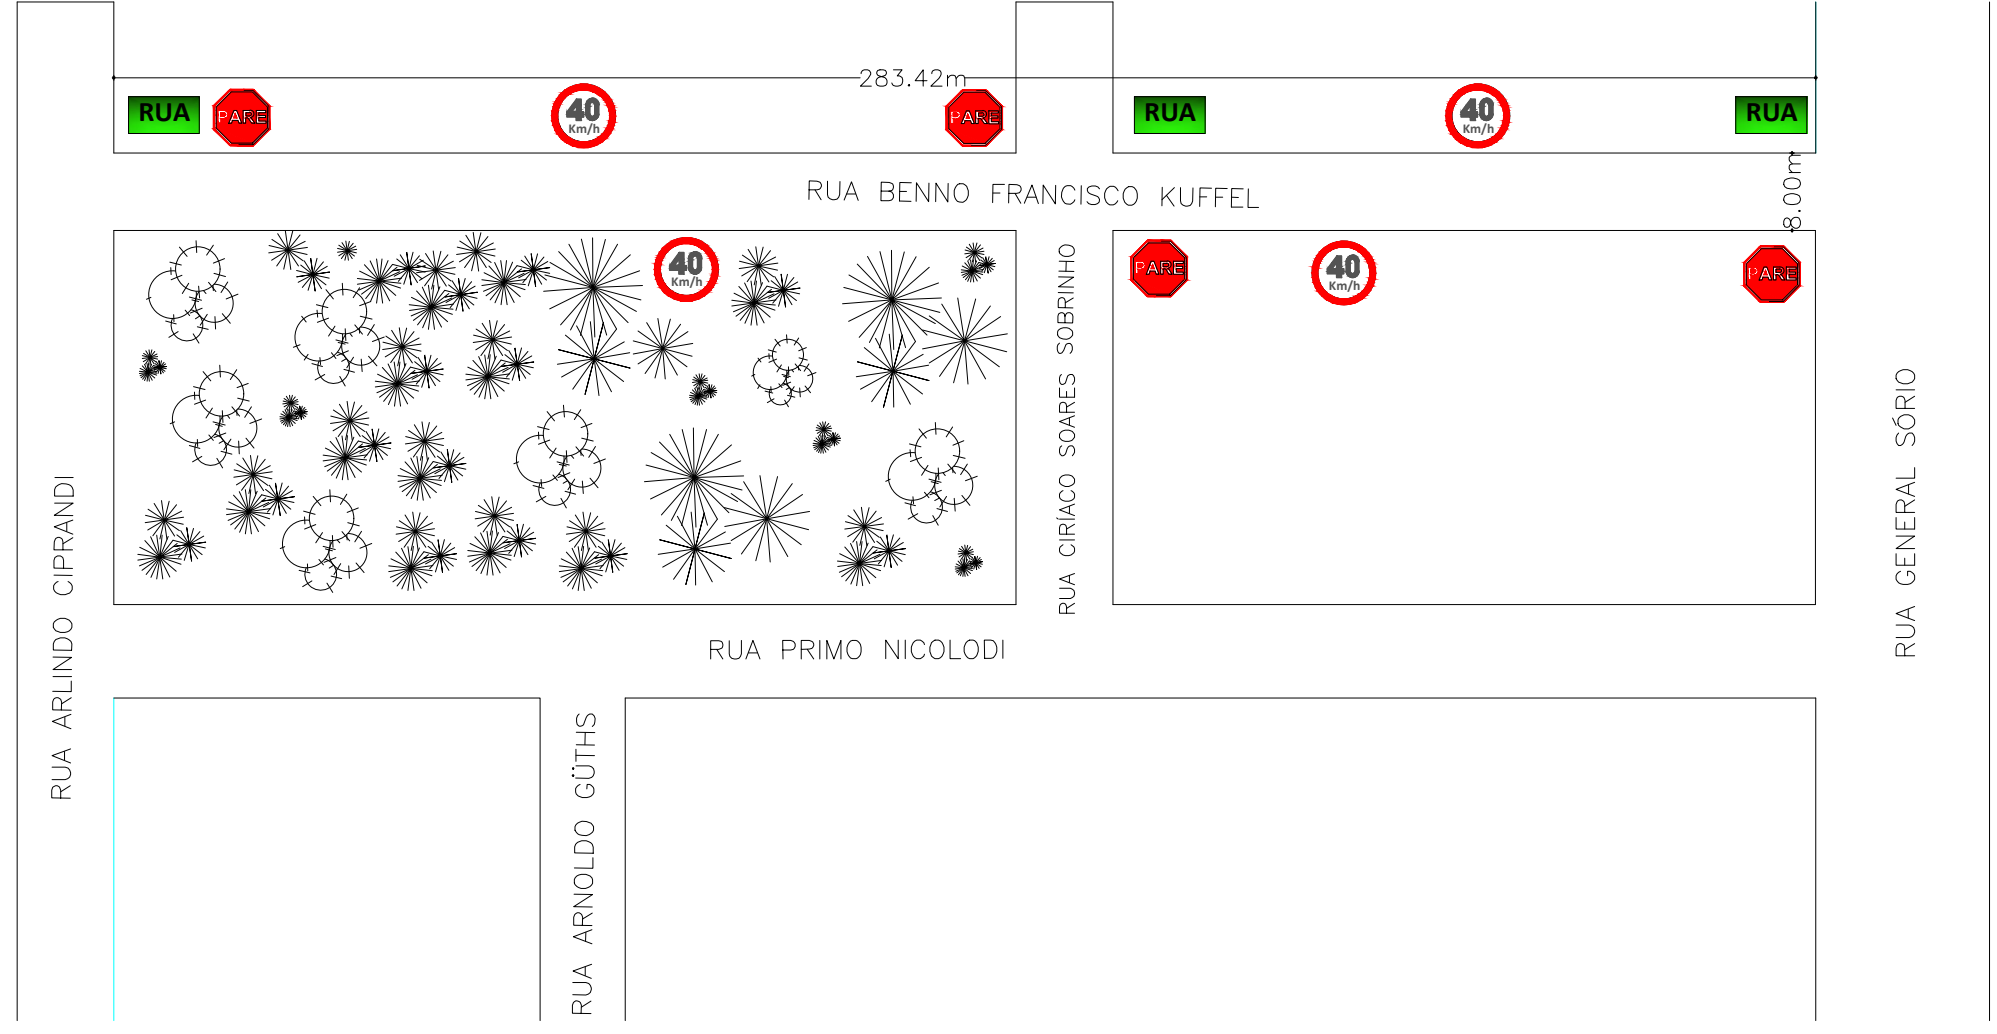 283.42m
RUA
PARE
40
Km/h
PARE
RUA
40
Km/h
RUA
RUA BENNO FRANCISCO KUFFEL
8.00m
40
Km/h
PARE
40
Km/h
PARE
RUA CIRÍACO SOARES SOBRINHO
RUA GENERAL SÓRIO
RUA ARLINDO CIPRANDI
RUA PRIMO NICOLODI
RUA ARNOLDO GÜTHS